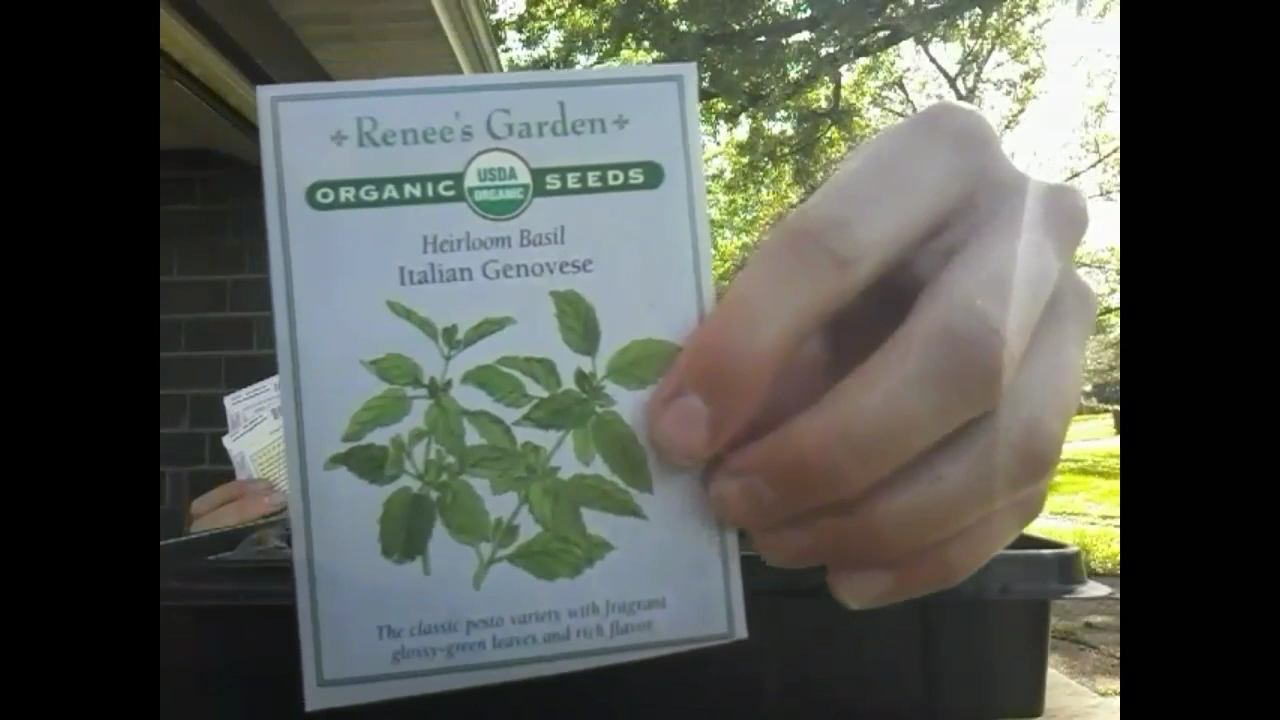 Renee's Garden
ORGANIC USDA ORGANIC SEEDS
Heirloom Basil
Italian Genovese
The classic pesto variety with fragrant
glossy-green leaves and rich flavor